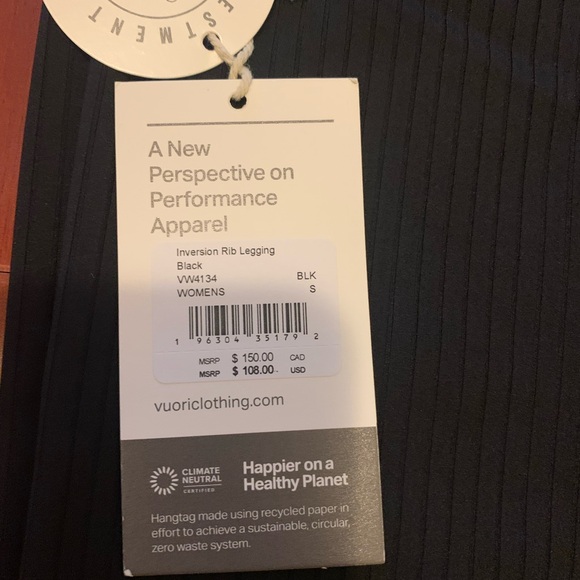 A New
Perspective on
Performance
Apparel
Inversion Rib Legging
Black
VW4134 BLK
WOMENS S
1 96304 35179 2
MSRP $ 150.00 CAD
MSRP $ 108.00 USD
vuoriclothing.com
CLIMATE
NEUTRAL
CERTIFIED
Happier on a
Healthy Planet
Hangtag made using recycled paper in
effort to achieve a sustainable, circular,
zero waste system.